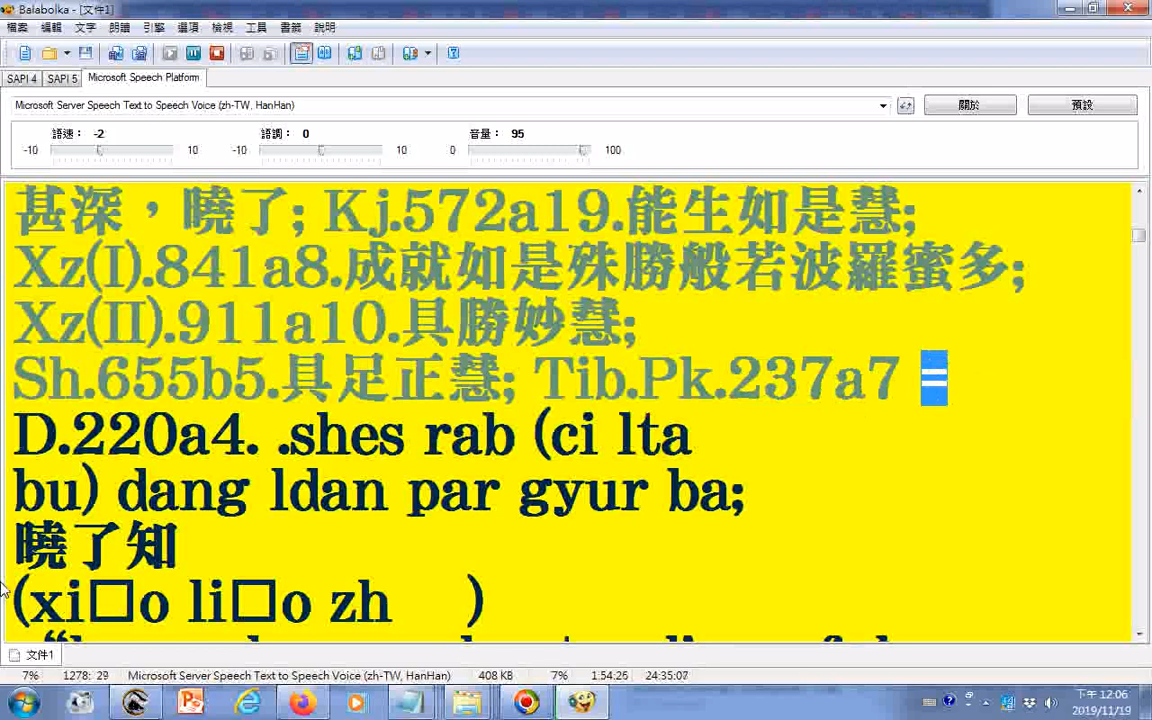 Balabolka - [文件1]
檔案 編輯 文字 朗讀 引擎 選項 檢視 工具 書籤 說明
SAPI 4 SAPI 5 Microsoft Speech Platform
Microsoft Server Speech Text to Speech Voice (zh-TW, HanHan) 關於 預設
語速： -2 語調： 0 音量： 95
-10 10 -10 10 0 100
甚深，曉了; Kj.572a19.能生如是慧;
Xz(I).841a8.成就如是殊勝般若波羅蜜多;
Xz(II).911a10.具勝妙慧;
Sh.655b5.具足正慧; Tib.Pk.237a7 =
D.220a4. .shes rab (ci lta
bu) dang ldan par gyur ba;
曉了知
(xi□o li□o zh )
文件1
7% 1278: 29 Microsoft Server Speech Text to Speech Voice (zh-TW, HanHan) 408 KB 7% 1:54:25 24:35:07
下午 12:06
2019/11/19